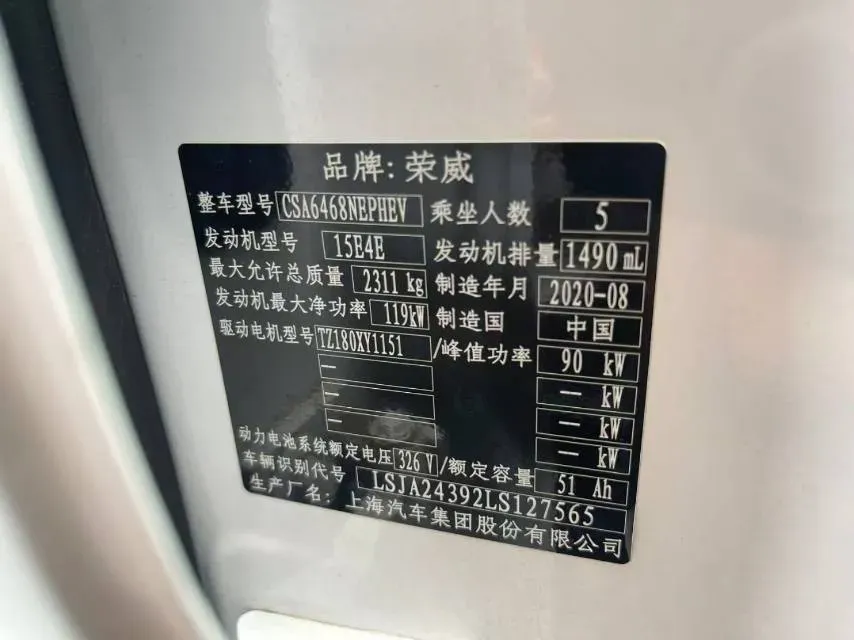 品牌:荣威
整车型号 CSA6468NEPHEV 乘坐人数 5
发动机型号 15E4E 发动机排量 1490 mL
最大允许总质量 2311 kg 制造年月 2020-08
发动机最大净功率 119kW 制造国 中国
驱动电机型号 TZ180XY1151 /峰值功率 90 kW
— — kW
— — kW
— — kW
动力电池系统额定电压 326 V /额定容量 51 Ah
车辆识别代号 LSJA24392LS127565
生产厂名:上海汽车集团股份有限公司